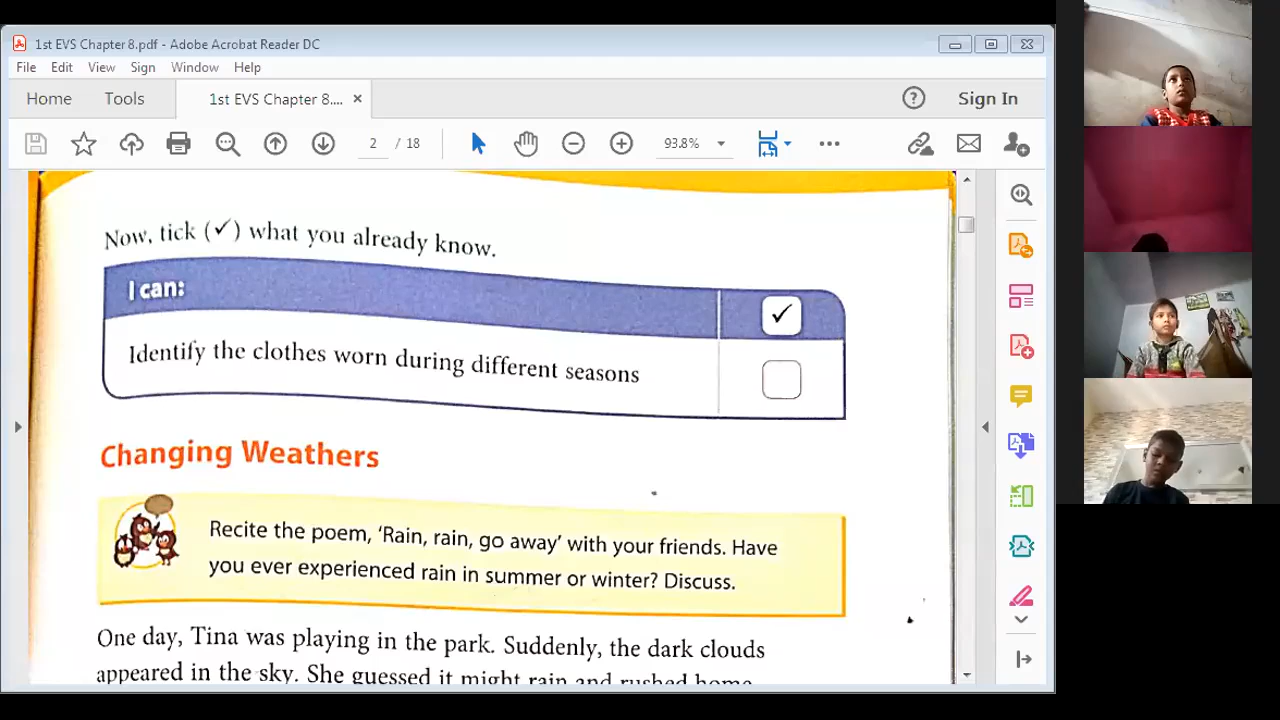 1st EVS Chapter 8.pdf - Adobe Acrobat Reader DC
File Edit View Sign Window Help
Home Tools 1st EVS Chapter 8.... × Sign In
2 / 18 93.8%
Now, tick (✓) what you already know.
I can: ✓
Identify the clothes worn during different seasons
Changing Weathers
Recite the poem, ‘Rain, rain, go away’ with your friends. Have
you ever experienced rain in summer or winter? Discuss.
One day, Tina was playing in the park. Suddenly, the dark clouds
appeared in the sky. She guessed it might rain and rushed home